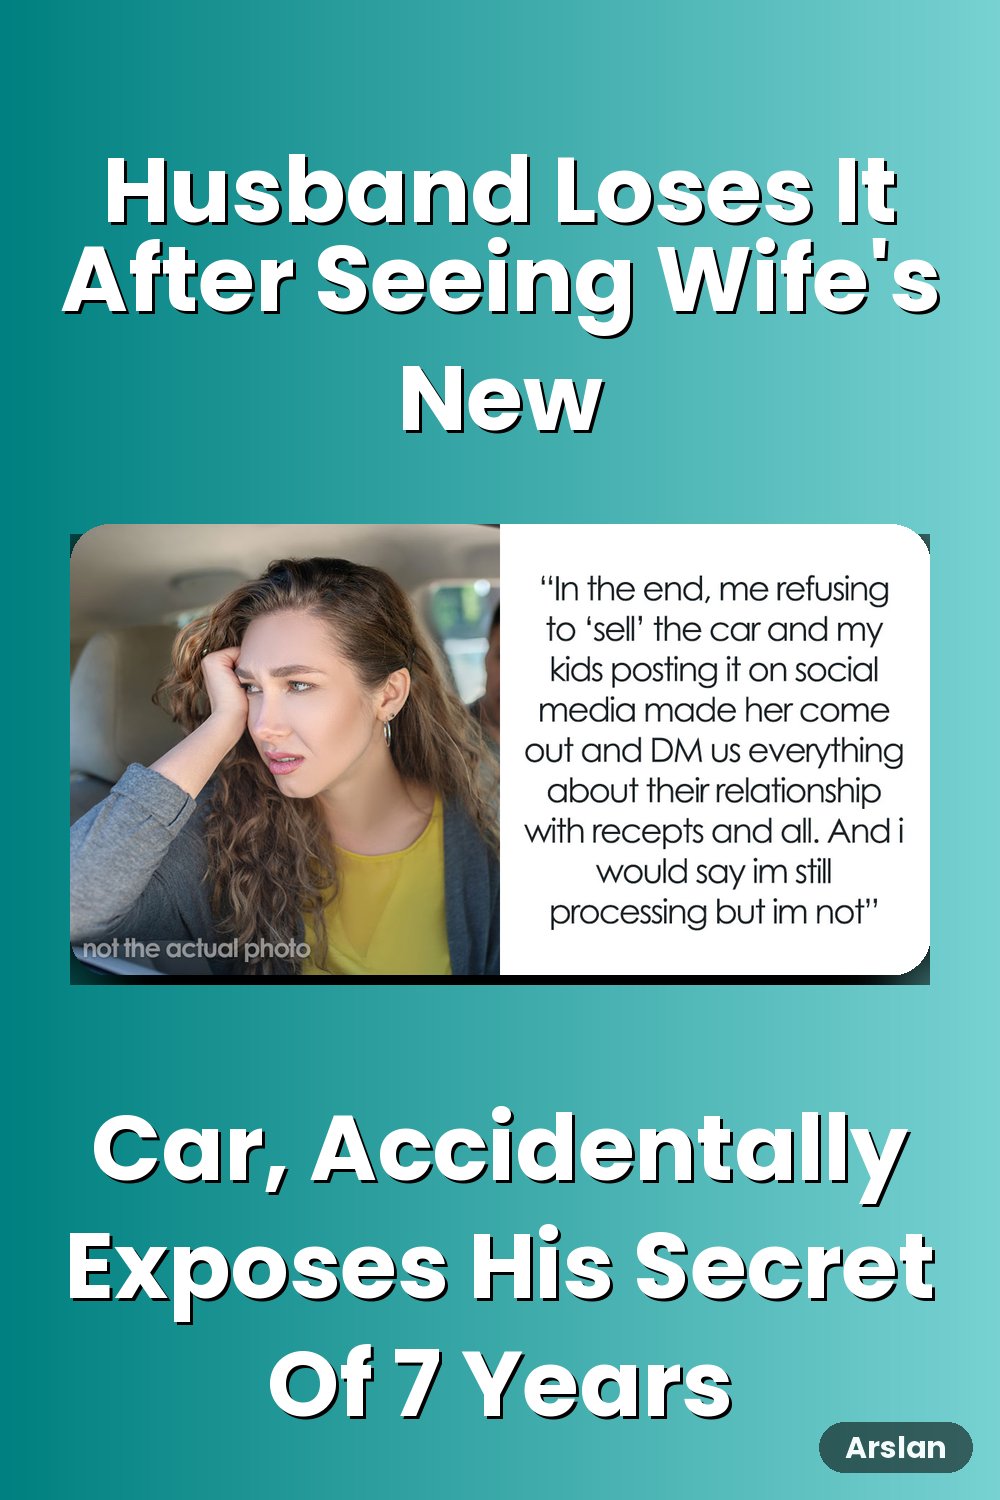 Husband Loses It
After Seeing Wife's
New
“In the end, me refusing
to ‘sell’ the car and my
kids posting it on social
media made her come
out and DM us everything
about their relationship
with recepts and all. And i
would say im still
processing but im not”
not the actual photo
Car, Accidentally
Exposes His Secret
Of 7 Years
Arslan